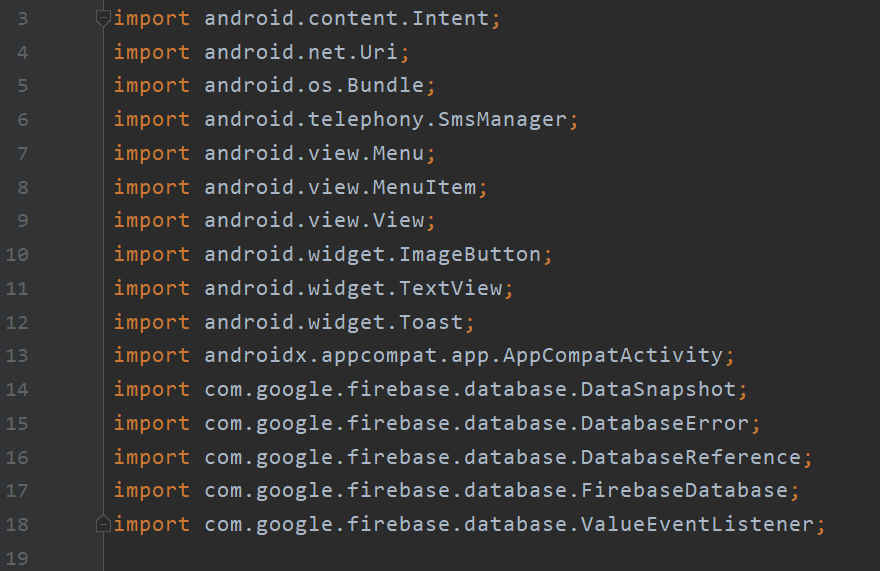 3 import android.content.Intent;
4 import android.net.Uri;
5 import android.os.Bundle;
6 import android.telephony.SmsManager;
7 import android.view.Menu;
8 import android.view.MenuItem;
9 import android.view.View;
10 import android.widget.ImageButton;
11 import android.widget.TextView;
12 import android.widget.Toast;
13 import androidx.appcompat.app.AppCompatActivity;
14 import com.google.firebase.database.DataSnapshot;
15 import com.google.firebase.database.DatabaseError;
16 import com.google.firebase.database.DatabaseReference;
17 import com.google.firebase.database.FirebaseDatabase;
18 import com.google.firebase.database.ValueEventListener;
19